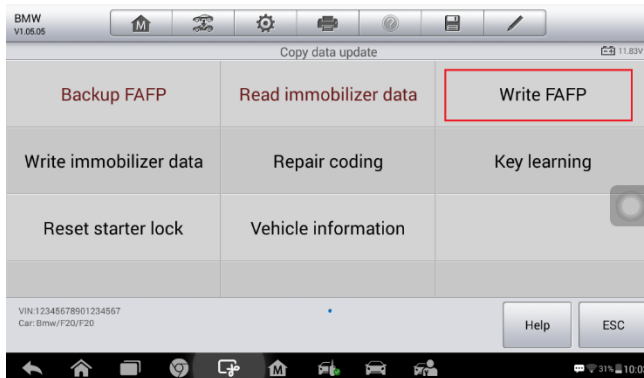 BMW
V1.05.05
Copy data update
11.83V
Backup FAFP
Read immobilizer data
Write FAFP
Write immobilizer data
Repair coding
Key learning
Reset starter lock
Vehicle information
VIN:12345678901234567
Car: Bmw/F20/F20
Help
ESC
31%